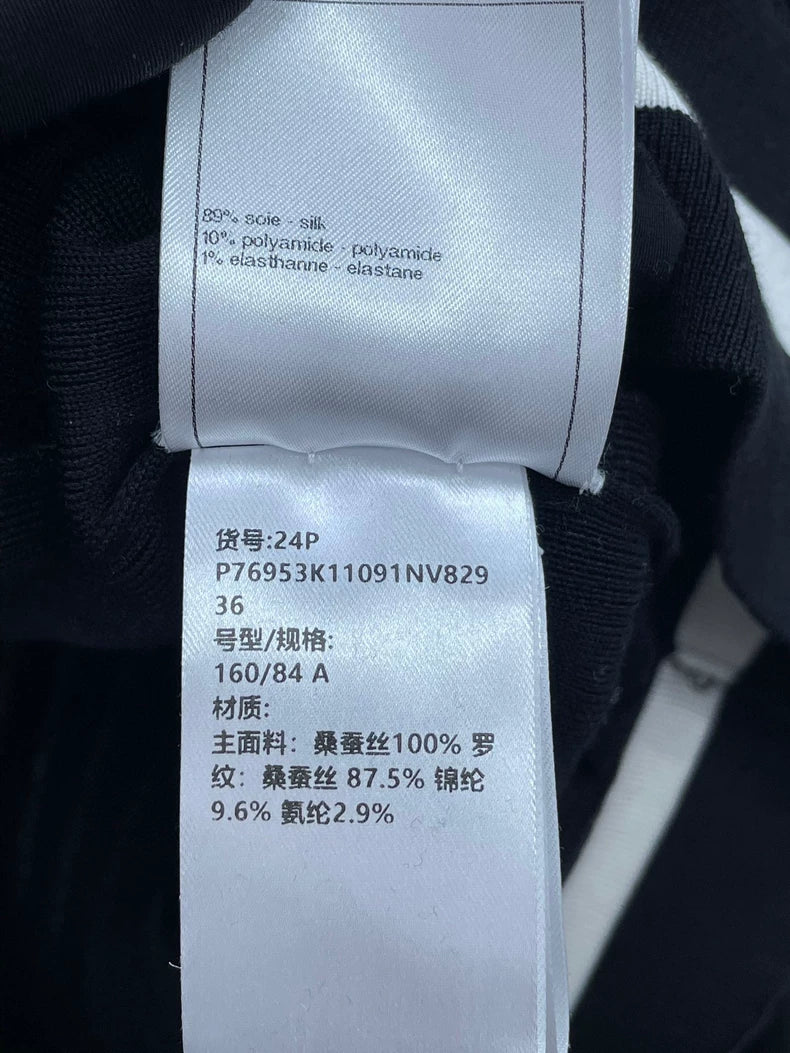 89% soie - silk
10% polyamide - polyamide
1% elasthanne - elastane
货号:24P
P76953K11091NV829
36
号型/规格:
160/84 A
材质:
主面料：桑蚕丝100% 罗
纹：桑蚕丝 87.5% 锦纶
9.6% 氨纶2.9%